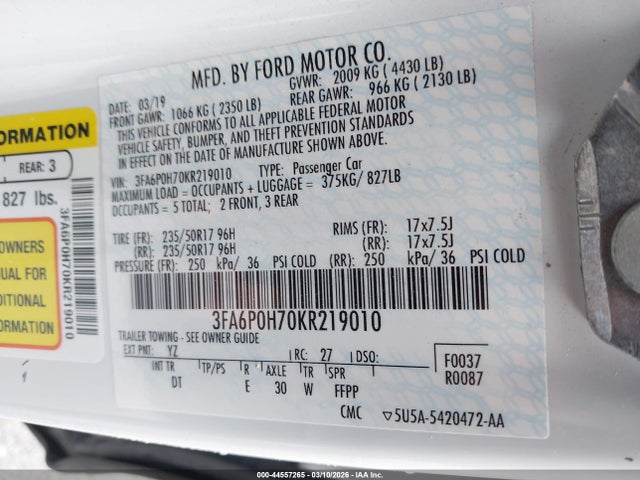 MFD. BY FORD MOTOR CO.
DATE: 03/19
GVWR: 2009 KG ( 4430 LB)
FRONT GAWR: 1066 KG ( 2350 LB)
REAR GAWR: 966 KG ( 2130 LB)
THIS VEHICLE CONFORMS TO ALL APPLICABLE FEDERAL MOTOR
VEHICLE SAFETY, BUMPER, AND THEFT PREVENTION STANDARDS
IN EFFECT ON THE DATE OF MANUFACTURE SHOWN ABOVE.
VIN: 3FA6P0H70KR219010
TYPE: Passenger Car
MAXIMUM LOAD = OCCUPANTS + LUGGAGE = 375KG/ 827LB
OCCUPANTS = 5 TOTAL; 2 FRONT, 3 REAR
TIRE (FR): 235/50R17 96H
RIMS (FR): 17x7.5J
(RR): 235/50R17 96H
(RR): 17x7.5J
PRESSURE (FR): 250 kPa/ 36 PSI COLD (RR): 250 kPa/ 36 PSI COLD
3FA6P0H70KR219010
TRAILER TOWING - SEE OWNER GUIDE
EXT PNT: YZ
RC: 27
DSO:
F0037
R0087
INT TR
TP/PS
R
AXLE
TR
SPR
DT
E
30
W
FFPP
CMC
▽5U5A-5420472-AA
ORMATION
REAR: 3
827 lbs.
OWNERS
NUAL FOR
DITIONAL
ORMATION
3FA6P0H70KR219010
000-44557265 - 03/10/2026 - IAAI.COM